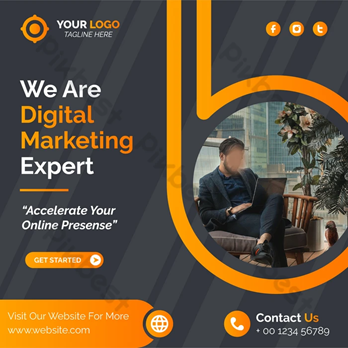 YOUR LOGO
TAGLINE HERE
We Are
Digital
Marketing
Expert
“Accelerate Your
Online Presense”
GET STARTED
Visit Our Website For More
www.website.com
Contact Us
+ 00 1234 56789